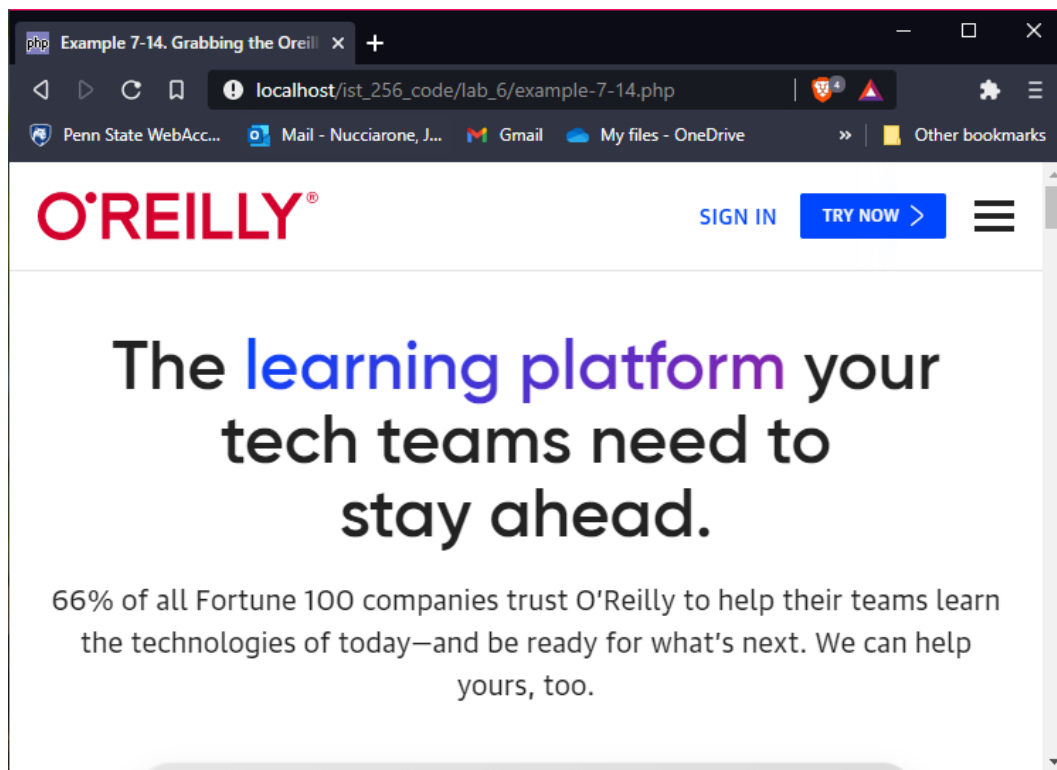 php Example 7-14. Grabbing the Oreill
localhost/ist_256_code/lab_6/example-7-14.php 4
Penn State WebAcc... Mail - Nucciarone, J... Gmail My files - OneDrive » Other bookmarks
O'REILLY® SIGN IN TRY NOW >
The learning platform your
tech teams need to
stay ahead.
66% of all Fortune 100 companies trust O'Reilly to help their teams learn
the technologies of today—and be ready for what's next. We can help
yours, too.